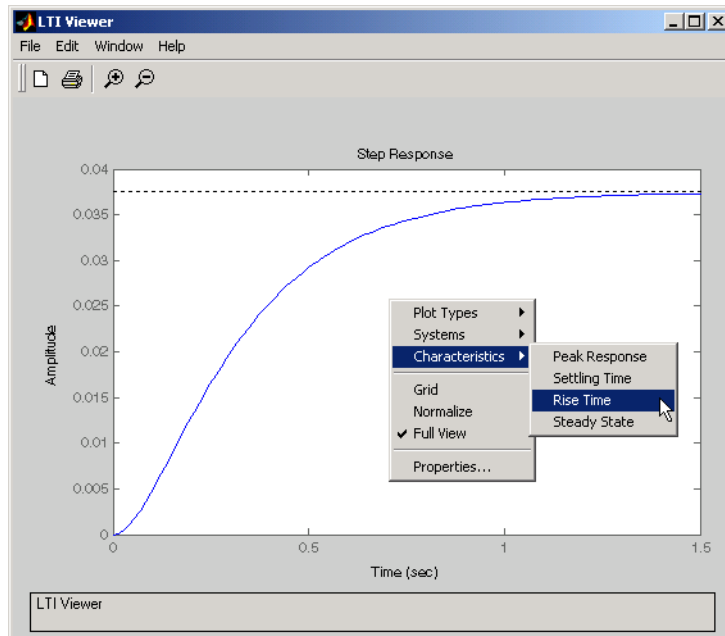 LTI Viewer
File Edit Window Help
Step Response
0.04
0.035
0.03
0.025
0.02
0.015
0.01
0.005
0
Amplitude
Plot Types
Systems
Characteristics
Grid
Normalize
Full View
Properties...
Peak Response
Settling Time
Rise Time
Steady State
0 0.5 1 1.5
Time (sec)
LTI Viewer